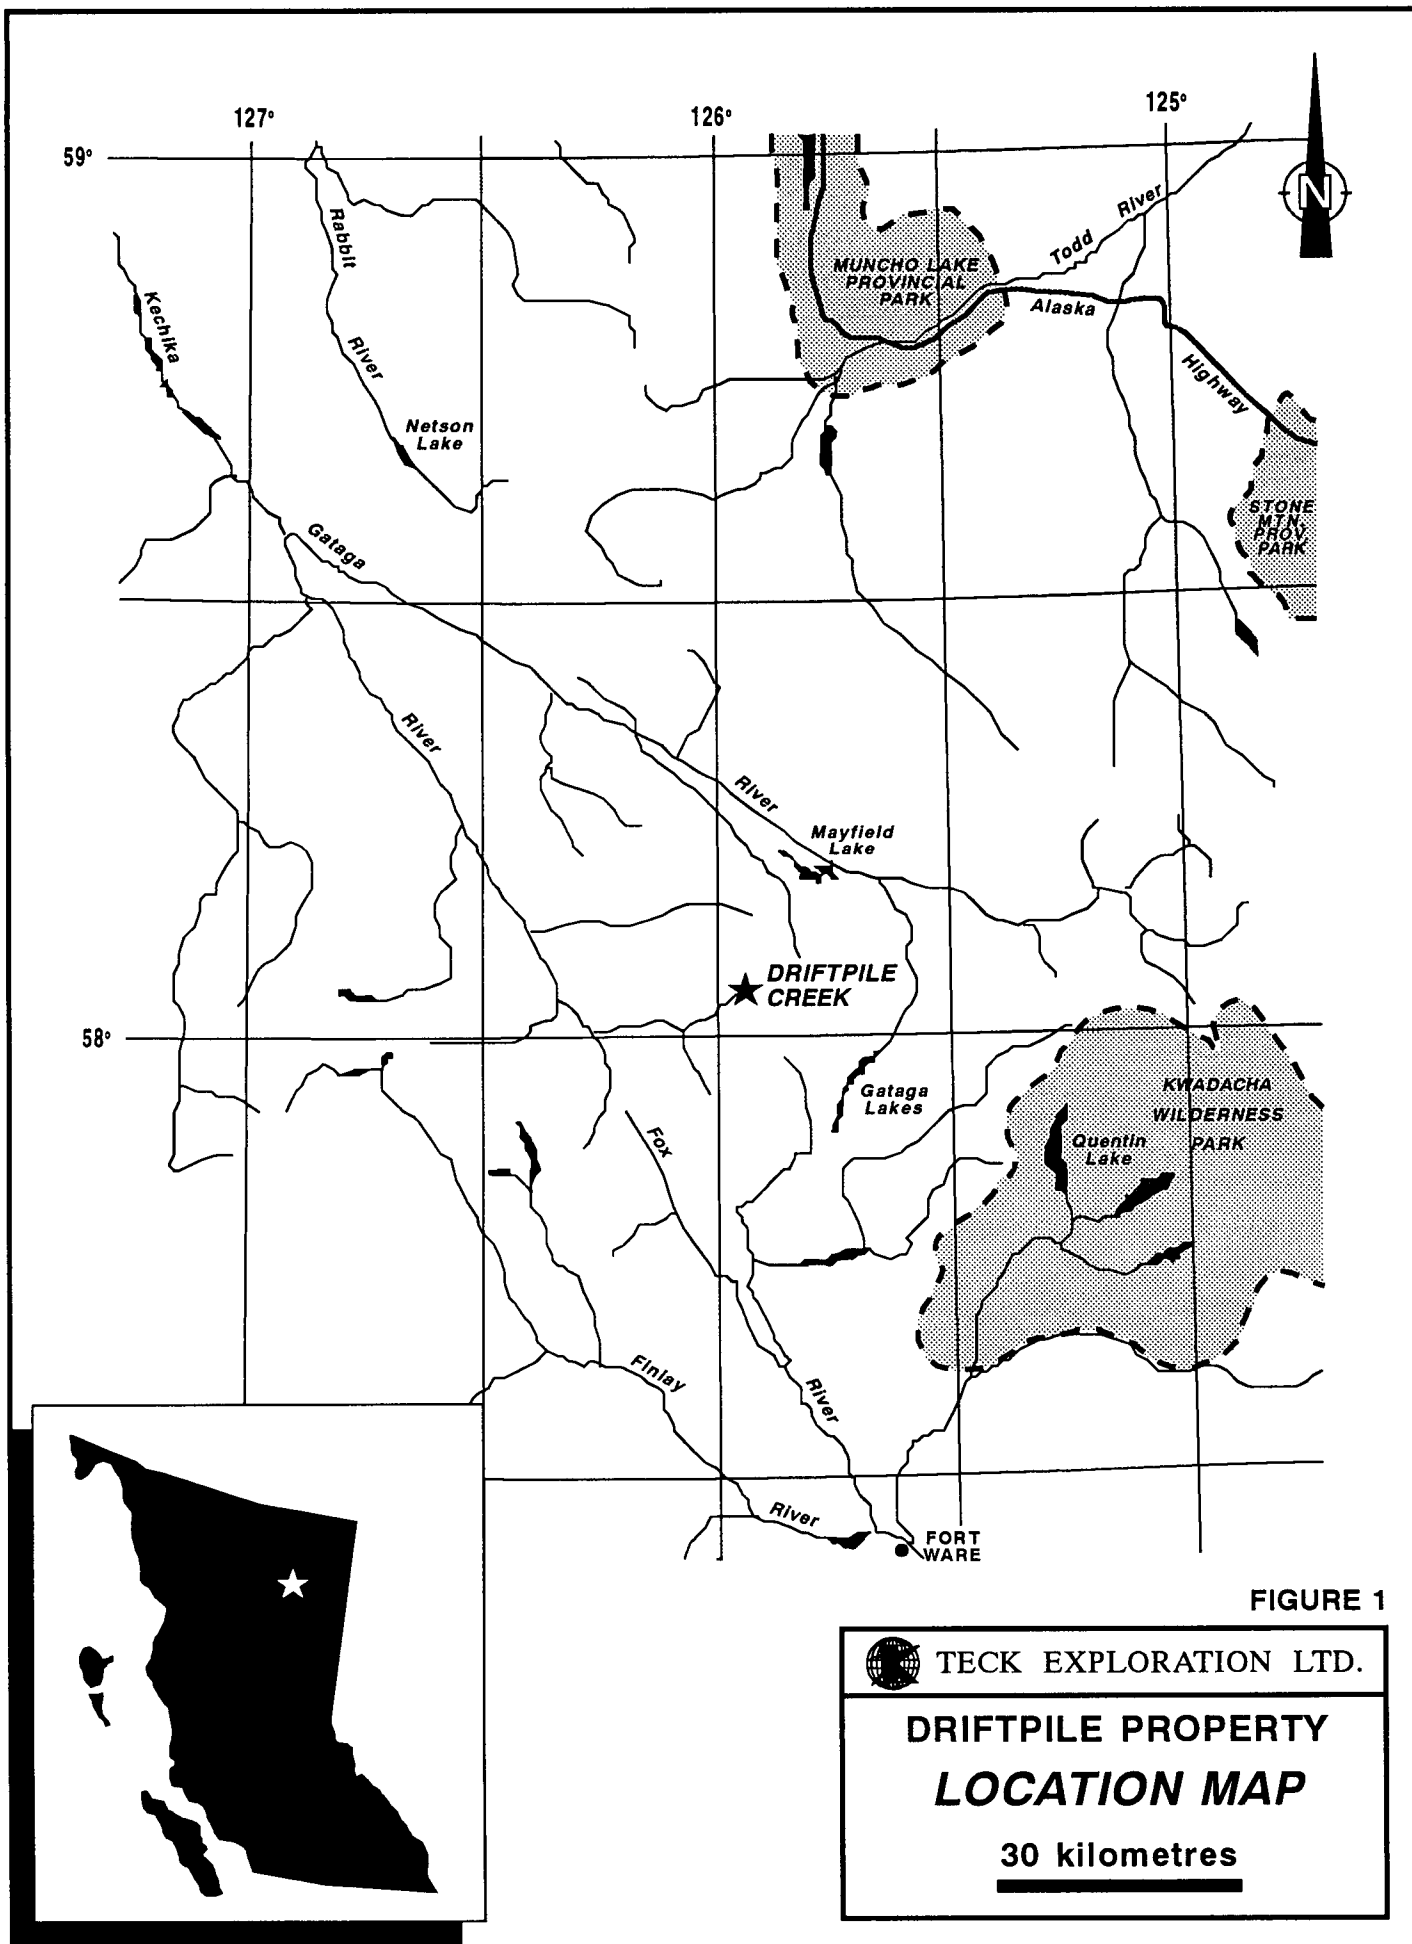 127°
126°
125°
59°
N
Rabbit
River
Todd
River
MUNCHO LAKE
PROVINCIAL
PARK
Kechika
Alaska
Highway
River
Netson
Lake
STONE
MTN.
PROV
PARK
Gataga
River
River
Mayfield
Lake
DRIFTPILE
CREEK
58°
Gataga
Lakes
KWADACHA
WILDERNESS
PARK
Quentin
Lake
Fox
Finlay
River
River
FORT
WARE
FIGURE 1
TECK EXPLORATION LTD.
DRIFTPILE PROPERTY
LOCATION MAP
30 kilometres